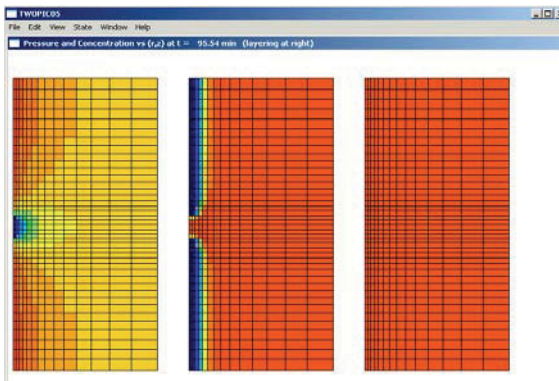 TWOPIC05
File Edit View State Window Help
Pressure and Concentration vs (r,z) at t = 95.54 min (layering at right)